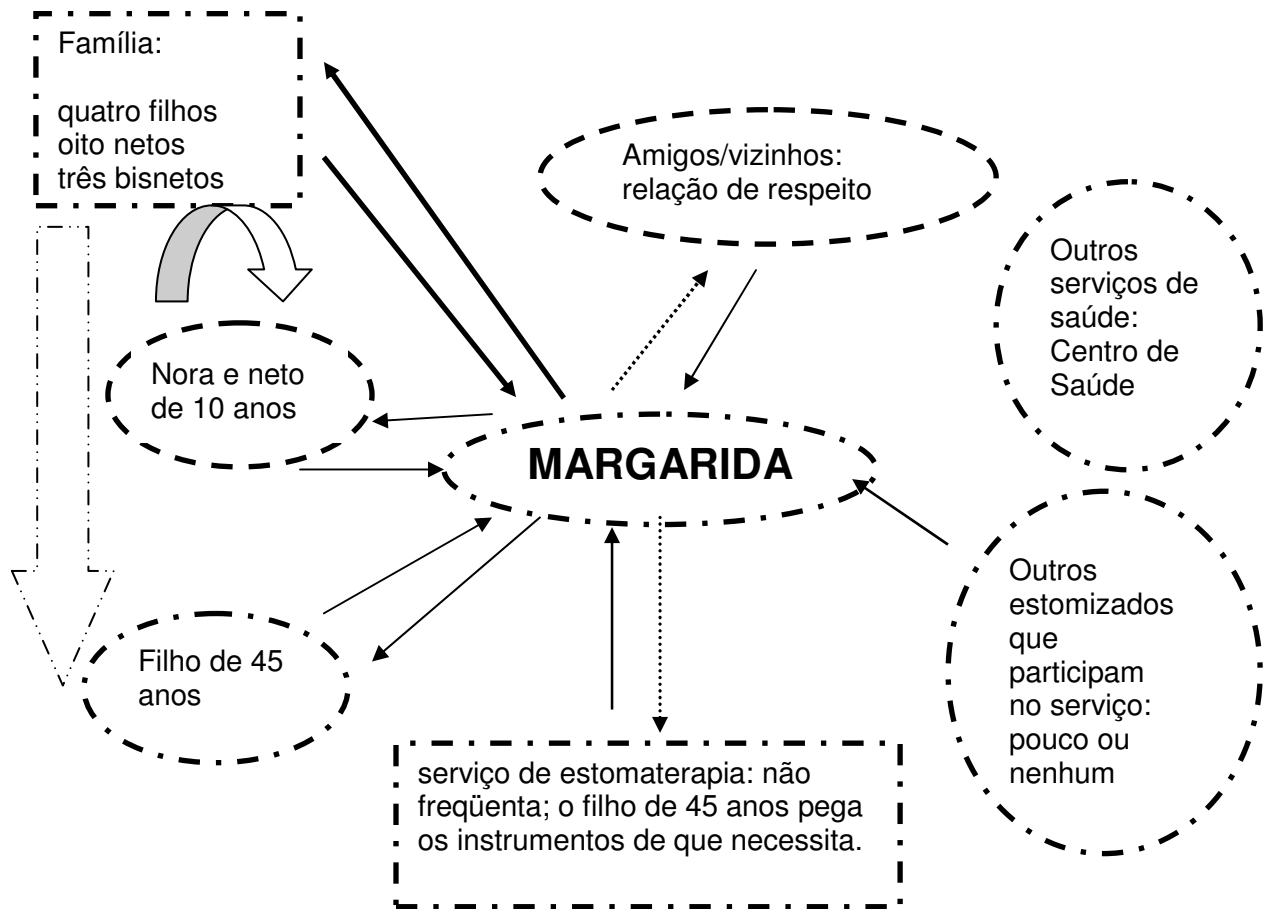 Família:
quatro filhos
oito netos
três bisnetos
Amigos/vizinhos:
relação de respeito
Outros
serviços de
saúde:
Centro de
Saúde
Nora e neto
de 10 anos
MARGARIDA
Outros
estomizados
que
participam
no serviço:
pouco ou
nenhum
Filho de 45
anos
serviço de estomaterapia: não
freqüenta; o filho de 45 anos pega
os instrumentos de que necessita.